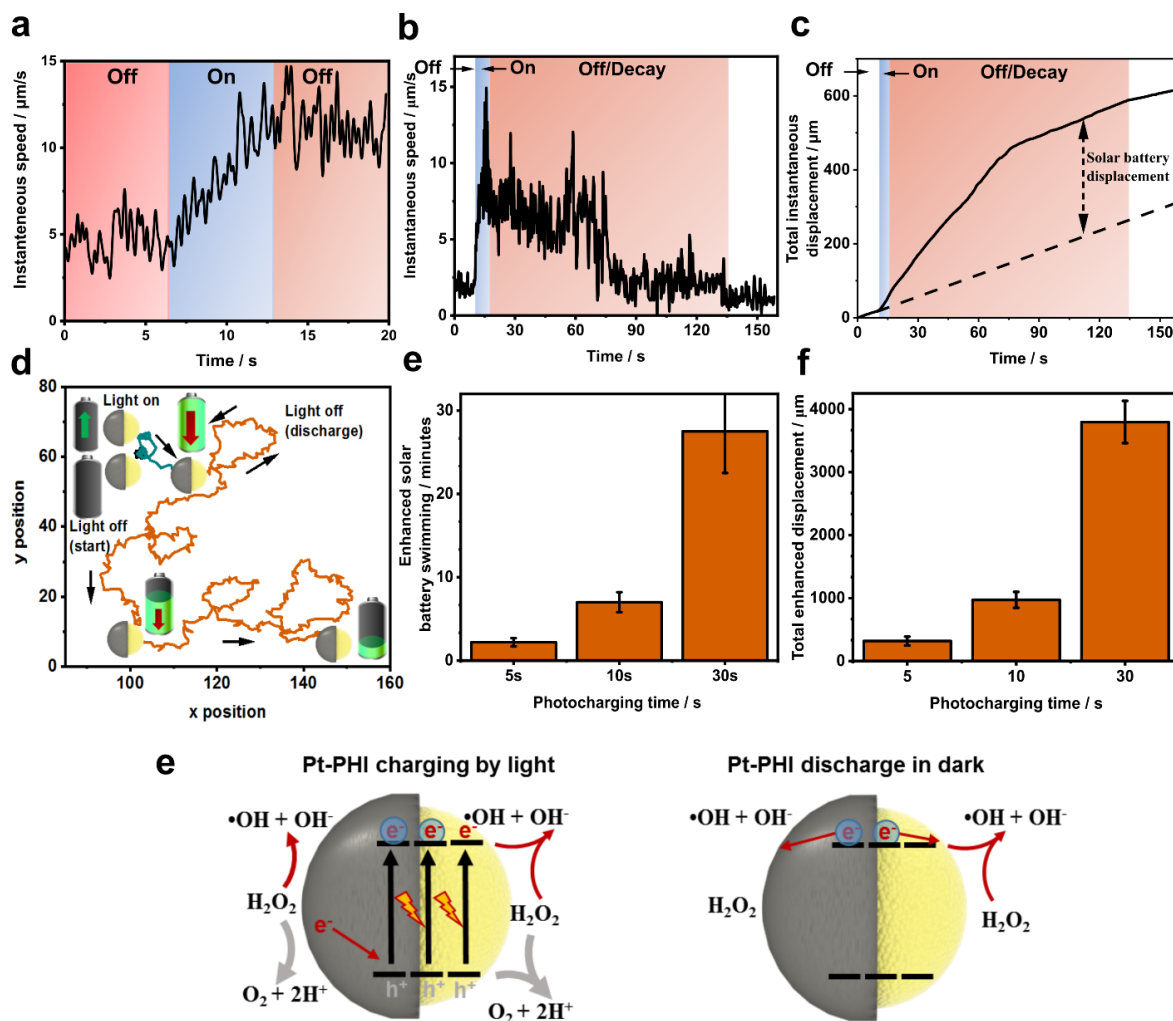 a
Off
On
Off
15
10
5
0
0
5
10
15
20
Instanteneous speed / µm/s
Time / s
b
Off
On
Off/Decay
15
10
5
0
0
30
60
90
120
150
Instantaneous speed / µm/s
Time / s
c
Off
On
Off/Decay
600
400
200
0
0
30
60
90
120
150
Total instantaneous
displacement / µm
Solar battery
displacement
Time / s
d
80
70
60
50
40
30
20
10
0
100
120
140
160
y position
x position
Light on
Light off
(discharge)
Light off
(start)
e
30
20
10
0
5s
10s
30s
Enhanced solar
battery swimming / minutes
Photocharging time / s
f
4000
3000
2000
1000
0
5
10
30
Total enhanced displacement / µm
Photocharging time / s
e
Pt-PHI charging by light
•OH + OH-
e-
e-
e-
•OH + OH-
H2O2
H2O2
e-
h+
h+
h+
O2 + 2H+
O2 + 2H+
Pt-PHI discharge in dark
•OH + OH-
e-
e-
•OH + OH-
H2O2
H2O2